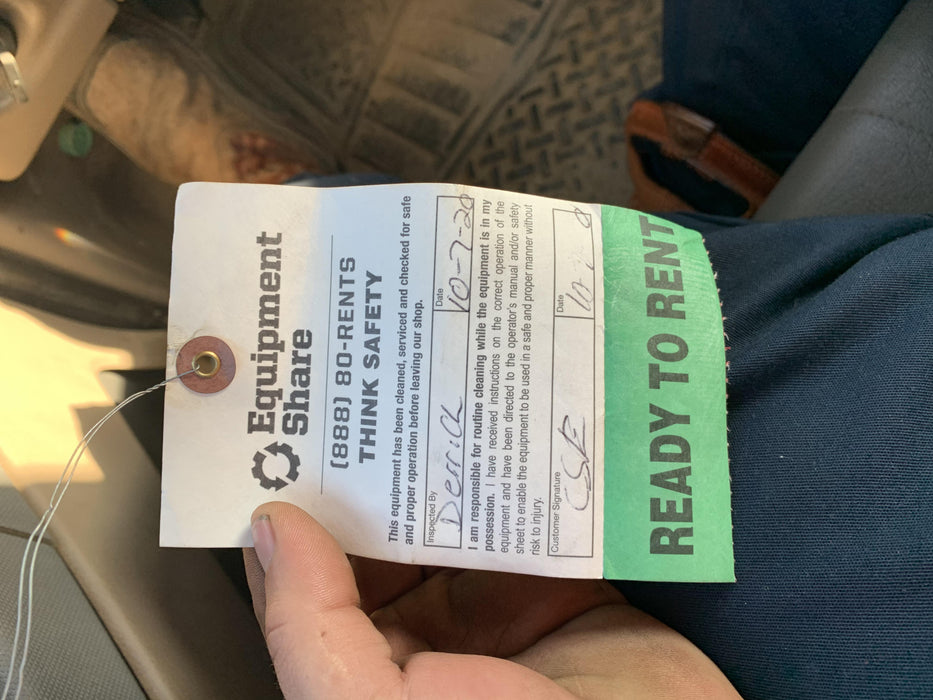 Equipment
Share
(888) 80-RENTS
THINK SAFETY
This equipment has been cleaned, serviced and checked for safe
and proper operation before leaving our shop.
Inspected By
Date
Derrick
10-7-20
I am responsible for routine cleaning while the equipment is in my
possession. I have received instructions on the correct operation of the
equipment and have been directed to the operator's manual and/or safety
sheet to enable the equipment to be used in a safe and proper manner without
risk to injury.
Customer Signature
Date
READY TO RENT